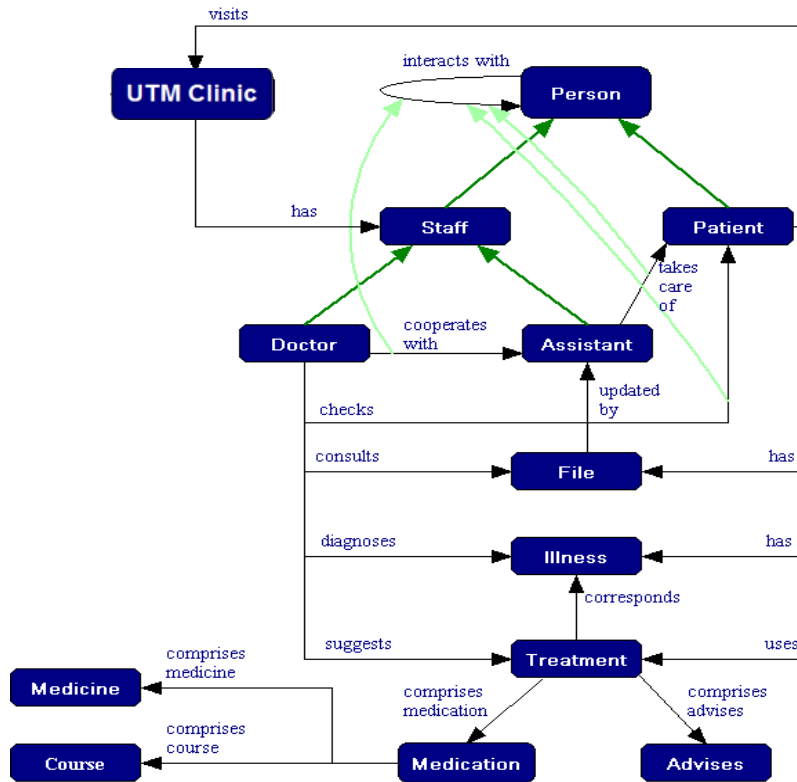 visits
interacts with
UTM Clinic
Person
has
Staff
Patient
takes
care
of
cooperates
with
Doctor
Assistant
updated
by
checks
consults
File
has
diagnoses
Illness
has
corresponds
suggests
Treatment
uses
comprises
medicine
Medicine
comprises
medication
comprises
advises
comprises
course
Course
Medication
Advises